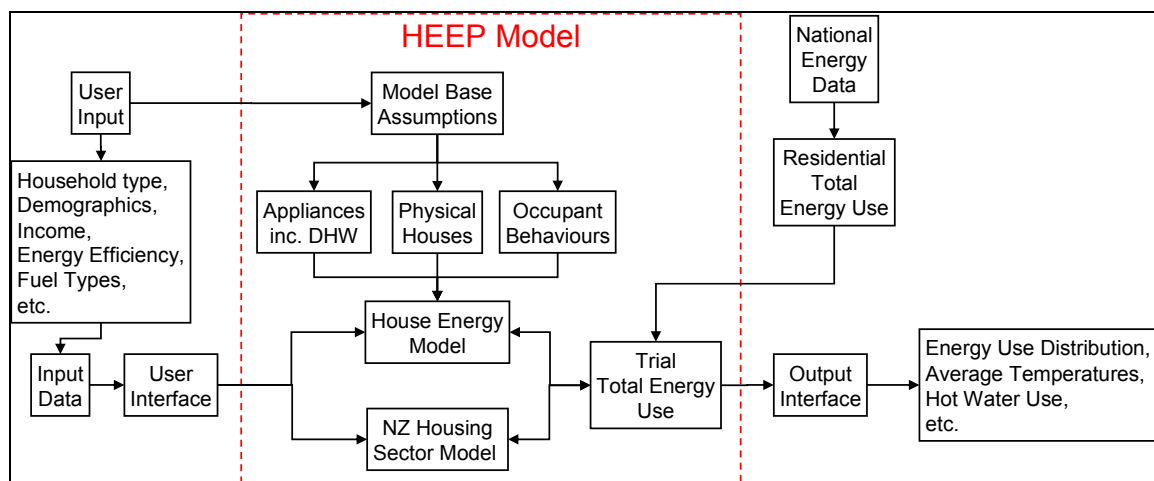 HEEP Model
User
Input
Model Base
Assumptions
National
Energy
Data
Household type,
Demographics,
Income,
Energy Efficiency,
Fuel Types,
etc.
Appliances
inc. DHW
Physical
Houses
Occupant
Behaviours
Residential
Total
Energy Use
House Energy
Model
Input
Data
User
Interface
NZ Housing
Sector Model
Trial
Total Energy
Use
Output
Interface
Energy Use Distribution,
Average Temperatures,
Hot Water Use,
etc.